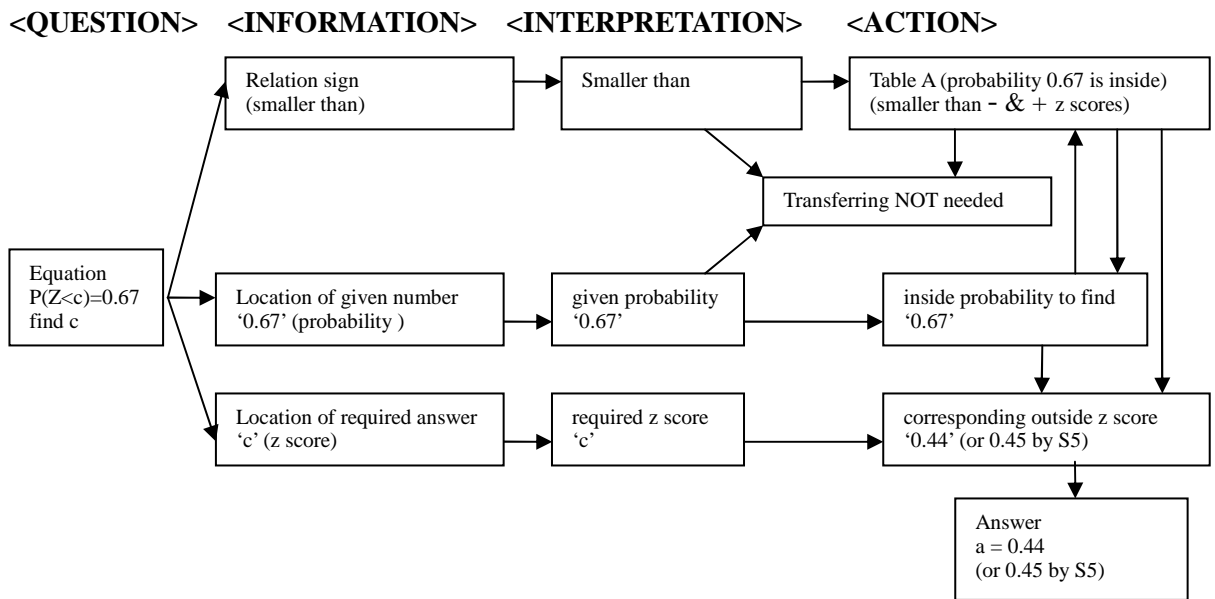 <QUESTION> <INFORMATION> <INTERPRETATION> <ACTION>
Relation sign
(smaller than)
Smaller than
Table A (probability 0.67 is inside)
(smaller than - & + z scores)
Transferring NOT needed
Equation
P(Z<c)=0.67
find c
Location of given number
‘0.67’ (probability )
given probability
‘0.67’
inside probability to find
‘0.67’
Location of required answer
‘c’ (z score)
required z score
‘c’
corresponding outside z score
‘0.44’ (or 0.45 by S5)
Answer
a = 0.44
(or 0.45 by S5)